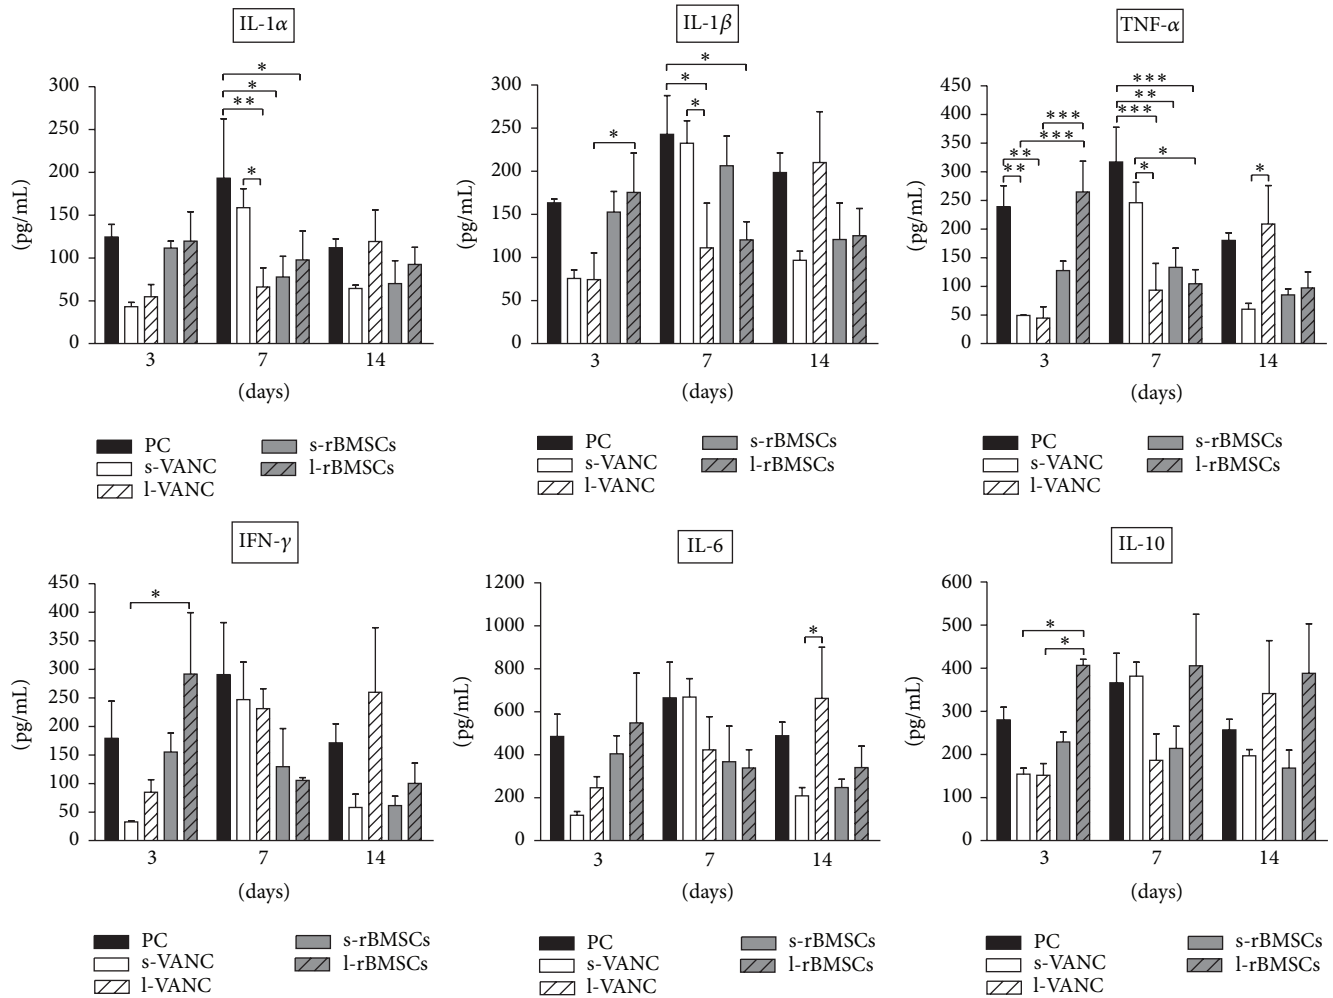 IL-1α
(pg/mL)
300
250
200
150
100
50
0
*
*
**
*
3 7 14
(days)
PC
s-VANC
l-VANC
s-rBMSCs
l-rBMSCs
IL-1β
(pg/mL)
300
250
200
150
100
50
0
*
*
*
*
3 7 14
(days)
PC
s-VANC
l-VANC
s-rBMSCs
l-rBMSCs
TNF-α
(pg/mL)
450
400
350
300
250
200
150
100
50
0
***
**
***
***
***
**
**
*
*
*
3 7 14
(days)
PC
s-VANC
l-VANC
s-rBMSCs
l-rBMSCs
IFN-γ
(pg/mL)
450
400
350
300
250
200
150
100
50
0
*
3 7 14
(days)
PC
s-VANC
l-VANC
s-rBMSCs
l-rBMSCs
IL-6
(pg/mL)
1200
1000
800
600
400
200
0
*
3 7 14
(days)
PC
s-VANC
l-VANC
s-rBMSCs
l-rBMSCs
IL-10
(pg/mL)
600
500
400
300
200
100
0
*
*
3 7 14
(days)
PC
s-VANC
l-VANC
s-rBMSCs
l-rBMSCs